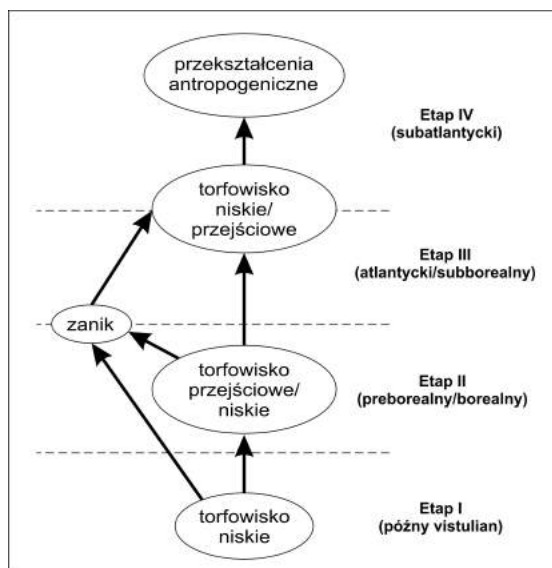 przekształcenia
antropogeniczne
Etap IV
(subatlantycki)
torfowisko
niskie/
przejściowe
Etap III
(atlantycki/subborealny)
zanik
torfowisko
przejściowe/
niskie
Etap II
(preborealny/borealny)
torfowisko
niskie
Etap I
(późny vistulian)